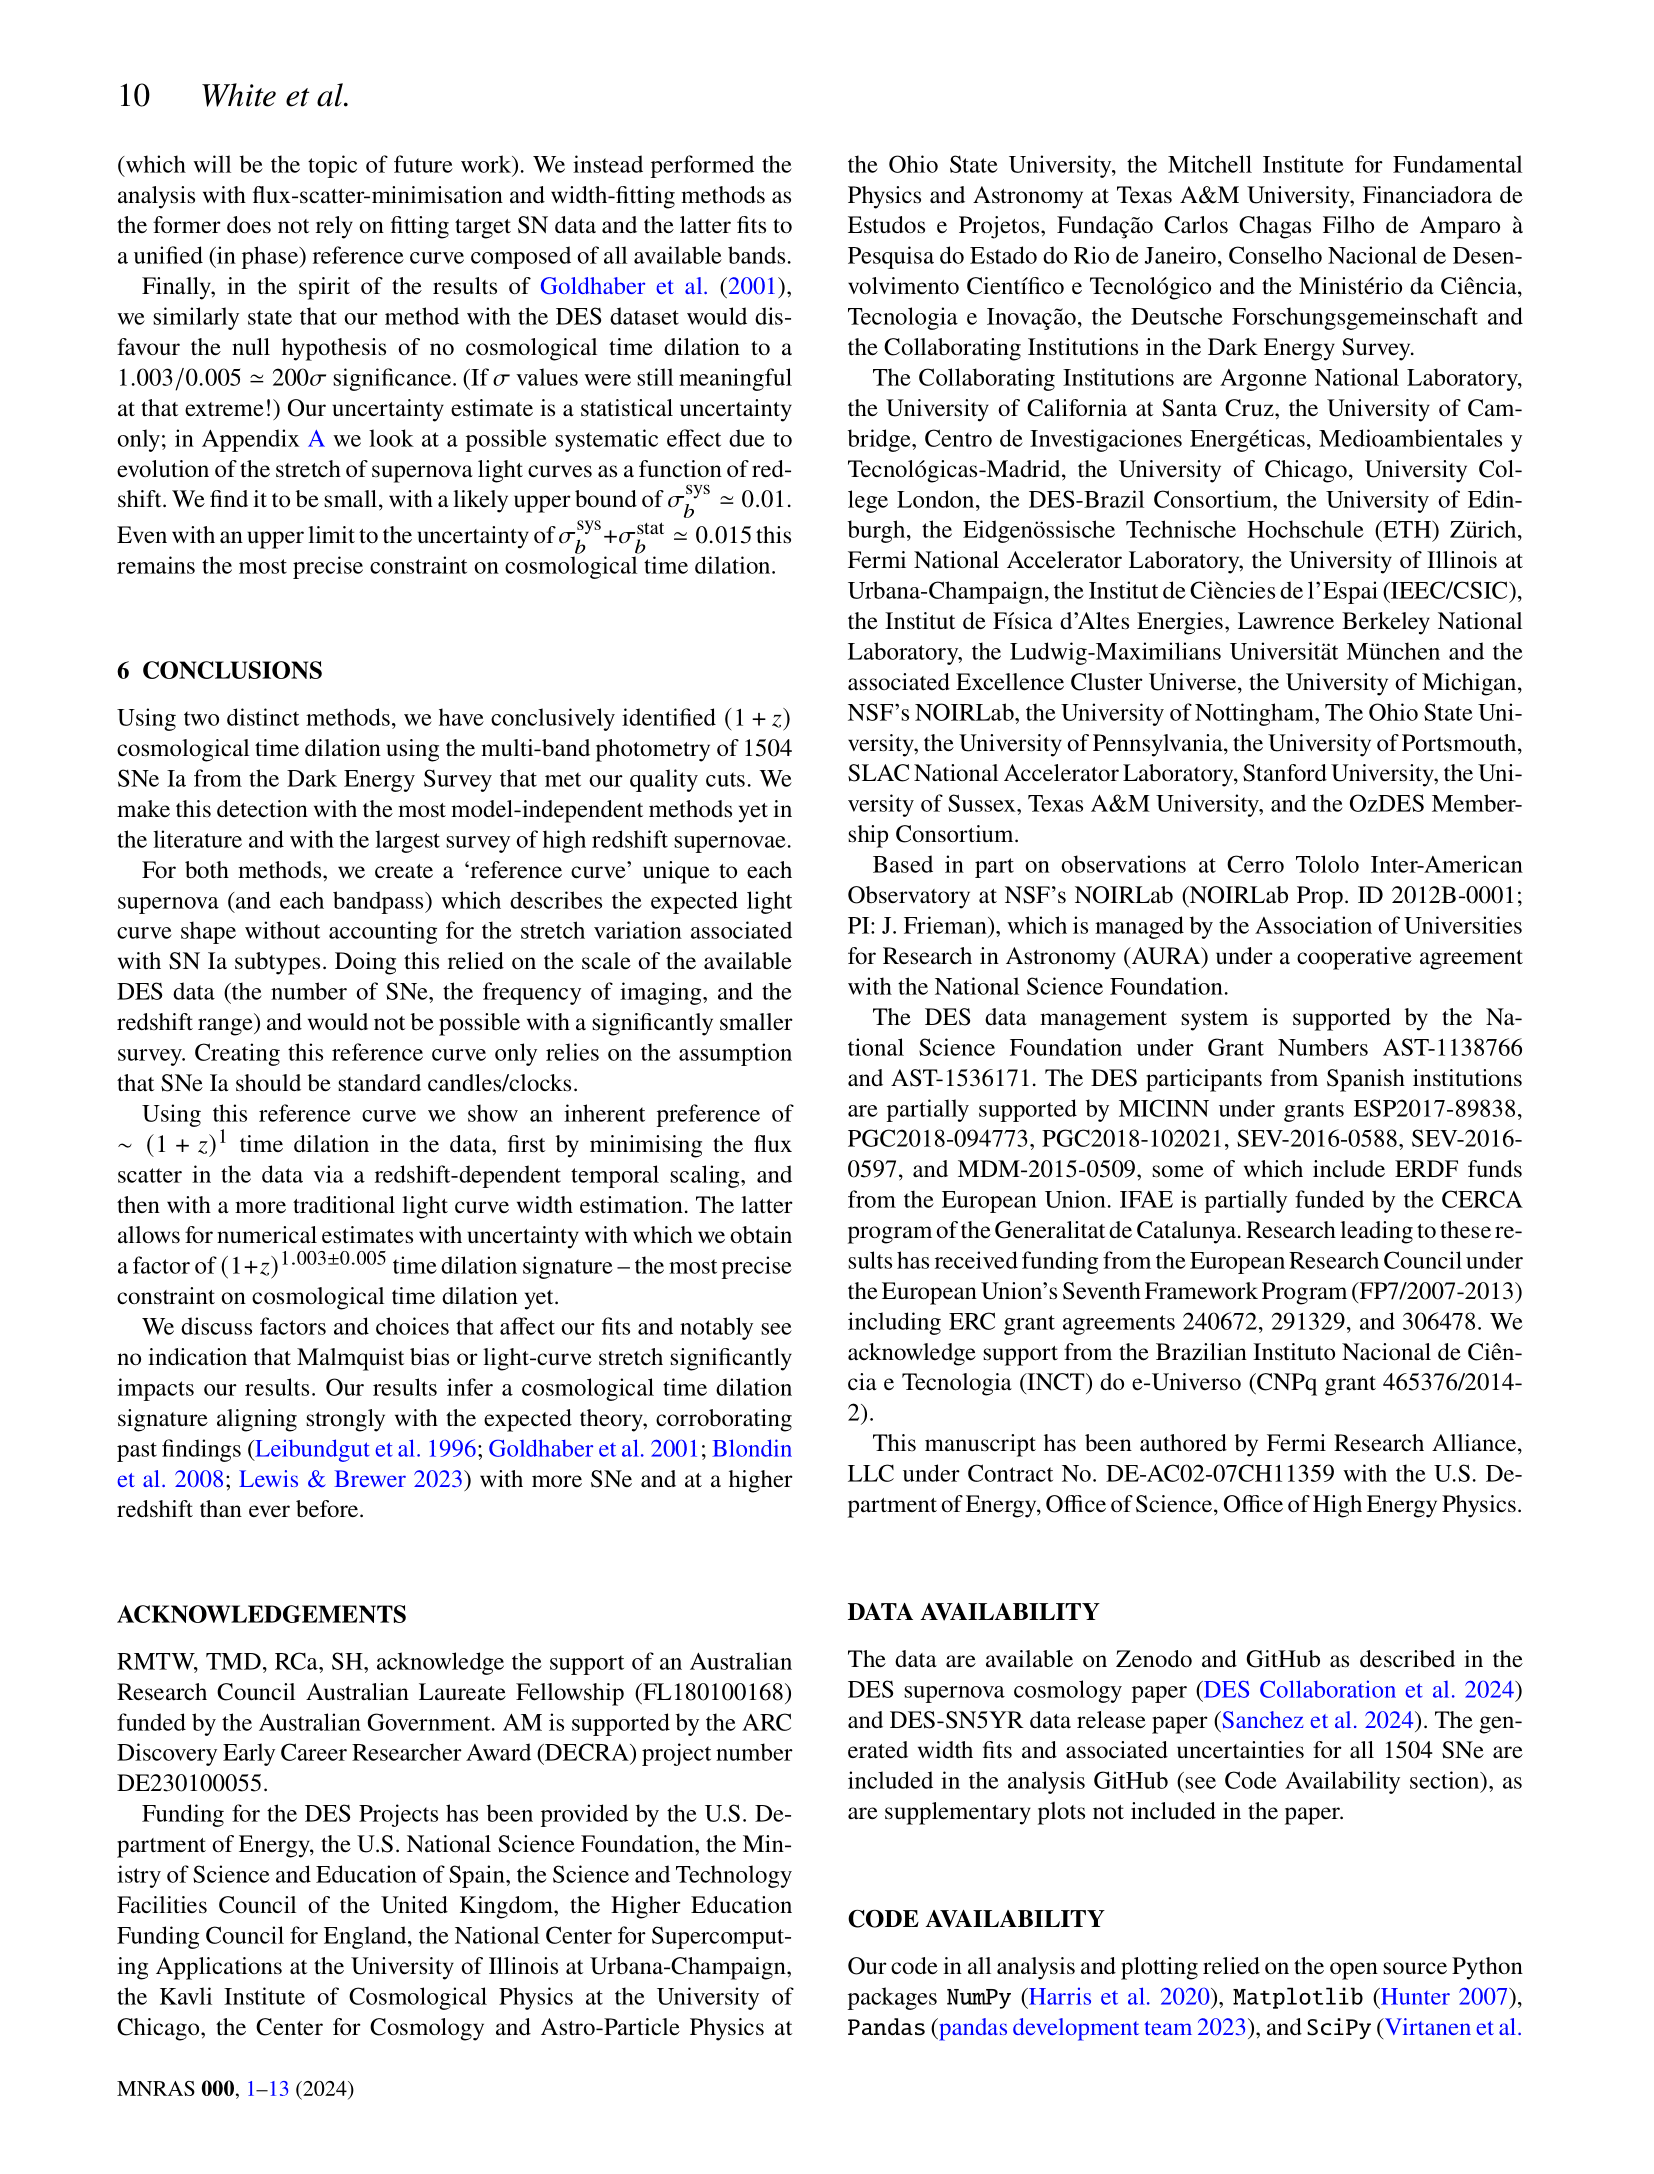 10 White et al.
(which will be the topic of future work). We instead performed the
analysis with flux-scatter-minimisation and width-fitting methods as
the former does not rely on fitting target SN data and the latter fits to
a unified (in phase) reference curve composed of all available bands.
Finally, in the spirit of the results of Goldhaber et al. (2001),
we similarly state that our method with the DES dataset would dis-
favour the null hypothesis of no cosmological time dilation to a
1.003/0.005 ≃ 200σ significance. (If σ values were still meaningful
at that extreme!) Our uncertainty estimate is a statistical uncertainty
only; in Appendix A we look at a possible systematic effect due to
evolution of the stretch of supernova light curves as a function of red-
shift. We find it to be small, with a likely upper bound of σ_b^sys ≃ 0.01.
Even with an upper limit to the uncertainty of σ_b^sys+σ_b^stat ≃ 0.015 this
remains the most precise constraint on cosmological time dilation.
6 CONCLUSIONS
Using two distinct methods, we have conclusively identified (1 + z)
cosmological time dilation using the multi-band photometry of 1504
SNe Ia from the Dark Energy Survey that met our quality cuts. We
make this detection with the most model-independent methods yet in
the literature and with the largest survey of high redshift supernovae.
For both methods, we create a ‘reference curve’ unique to each
supernova (and each bandpass) which describes the expected light
curve shape without accounting for the stretch variation associated
with SN Ia subtypes. Doing this relied on the scale of the available
DES data (the number of SNe, the frequency of imaging, and the
redshift range) and would not be possible with a significantly smaller
survey. Creating this reference curve only relies on the assumption
that SNe Ia should be standard candles/clocks.
Using this reference curve we show an inherent preference of
∼ (1 + z)^1 time dilation in the data, first by minimising the flux
scatter in the data via a redshift-dependent temporal scaling, and
then with a more traditional light curve width estimation. The latter
allows for numerical estimates with uncertainty with which we obtain
a factor of (1+z)^1.003±0.005 time dilation signature – the most precise
constraint on cosmological time dilation yet.
We discuss factors and choices that affect our fits and notably see
no indication that Malmquist bias or light-curve stretch significantly
impacts our results. Our results infer a cosmological time dilation
signature aligning strongly with the expected theory, corroborating
past findings (Leibundgut et al. 1996; Goldhaber et al. 2001; Blondin
et al. 2008; Lewis & Brewer 2023) with more SNe and at a higher
redshift than ever before.
ACKNOWLEDGEMENTS
RMTW, TMD, RCa, SH, acknowledge the support of an Australian
Research Council Australian Laureate Fellowship (FL180100168)
funded by the Australian Government. AM is supported by the ARC
Discovery Early Career Researcher Award (DECRA) project number
DE230100055.
Funding for the DES Projects has been provided by the U.S. De-
partment of Energy, the U.S. National Science Foundation, the Min-
istry of Science and Education of Spain, the Science and Technology
Facilities Council of the United Kingdom, the Higher Education
Funding Council for England, the National Center for Supercomput-
ing Applications at the University of Illinois at Urbana-Champaign,
the Kavli Institute of Cosmological Physics at the University of
Chicago, the Center for Cosmology and Astro-Particle Physics at
the Ohio State University, the Mitchell Institute for Fundamental
Physics and Astronomy at Texas A&M University, Financiadora de
Estudos e Projetos, Fundação Carlos Chagas Filho de Amparo à
Pesquisa do Estado do Rio de Janeiro, Conselho Nacional de Desen-
volvimento Científico e Tecnológico and the Ministério da Ciência,
Tecnologia e Inovação, the Deutsche Forschungsgemeinschaft and
the Collaborating Institutions in the Dark Energy Survey.
The Collaborating Institutions are Argonne National Laboratory,
the University of California at Santa Cruz, the University of Cam-
bridge, Centro de Investigaciones Energéticas, Medioambientales y
Tecnológicas-Madrid, the University of Chicago, University Col-
lege London, the DES-Brazil Consortium, the University of Edin-
burgh, the Eidgenössische Technische Hochschule (ETH) Zürich,
Fermi National Accelerator Laboratory, the University of Illinois at
Urbana-Champaign, the Institut de Ciències de l’Espai (IEEC/CSIC),
the Institut de Física d’Altes Energies, Lawrence Berkeley National
Laboratory, the Ludwig-Maximilians Universität München and the
associated Excellence Cluster Universe, the University of Michigan,
NSF’s NOIRLab, the University of Nottingham, The Ohio State Uni-
versity, the University of Pennsylvania, the University of Portsmouth,
SLAC National Accelerator Laboratory, Stanford University, the Uni-
versity of Sussex, Texas A&M University, and the OzDES Member-
ship Consortium.
Based in part on observations at Cerro Tololo Inter-American
Observatory at NSF’s NOIRLab (NOIRLab Prop. ID 2012B-0001;
PI: J. Frieman), which is managed by the Association of Universities
for Research in Astronomy (AURA) under a cooperative agreement
with the National Science Foundation.
The DES data management system is supported by the Na-
tional Science Foundation under Grant Numbers AST-1138766
and AST-1536171. The DES participants from Spanish institutions
are partially supported by MICINN under grants ESP2017-89838,
PGC2018-094773, PGC2018-102021, SEV-2016-0588, SEV-2016-
0597, and MDM-2015-0509, some of which include ERDF funds
from the European Union. IFAE is partially funded by the CERCA
program of the Generalitat de Catalunya. Research leading to these re-
sults has received funding from the European Research Council under
the European Union’s Seventh Framework Program (FP7/2007-2013)
including ERC grant agreements 240672, 291329, and 306478. We
acknowledge support from the Brazilian Instituto Nacional de Ciên-
cia e Tecnologia (INCT) do e-Universo (CNPq grant 465376/2014-
2).
This manuscript has been authored by Fermi Research Alliance,
LLC under Contract No. DE-AC02-07CH11359 with the U.S. De-
partment of Energy, Office of Science, Office of High Energy Physics.
DATA AVAILABILITY
The data are available on Zenodo and GitHub as described in the
DES supernova cosmology paper (DES Collaboration et al. 2024)
and DES-SN5YR data release paper (Sanchez et al. 2024). The gen-
erated width fits and associated uncertainties for all 1504 SNe are
included in the analysis GitHub (see Code Availability section), as
are supplementary plots not included in the paper.
CODE AVAILABILITY
Our code in all analysis and plotting relied on the open source Python
packages NumPy (Harris et al. 2020), Matplotlib (Hunter 2007),
Pandas (pandas development team 2023), and SciPy (Virtanen et al.
MNRAS 000, 1–13 (2024)